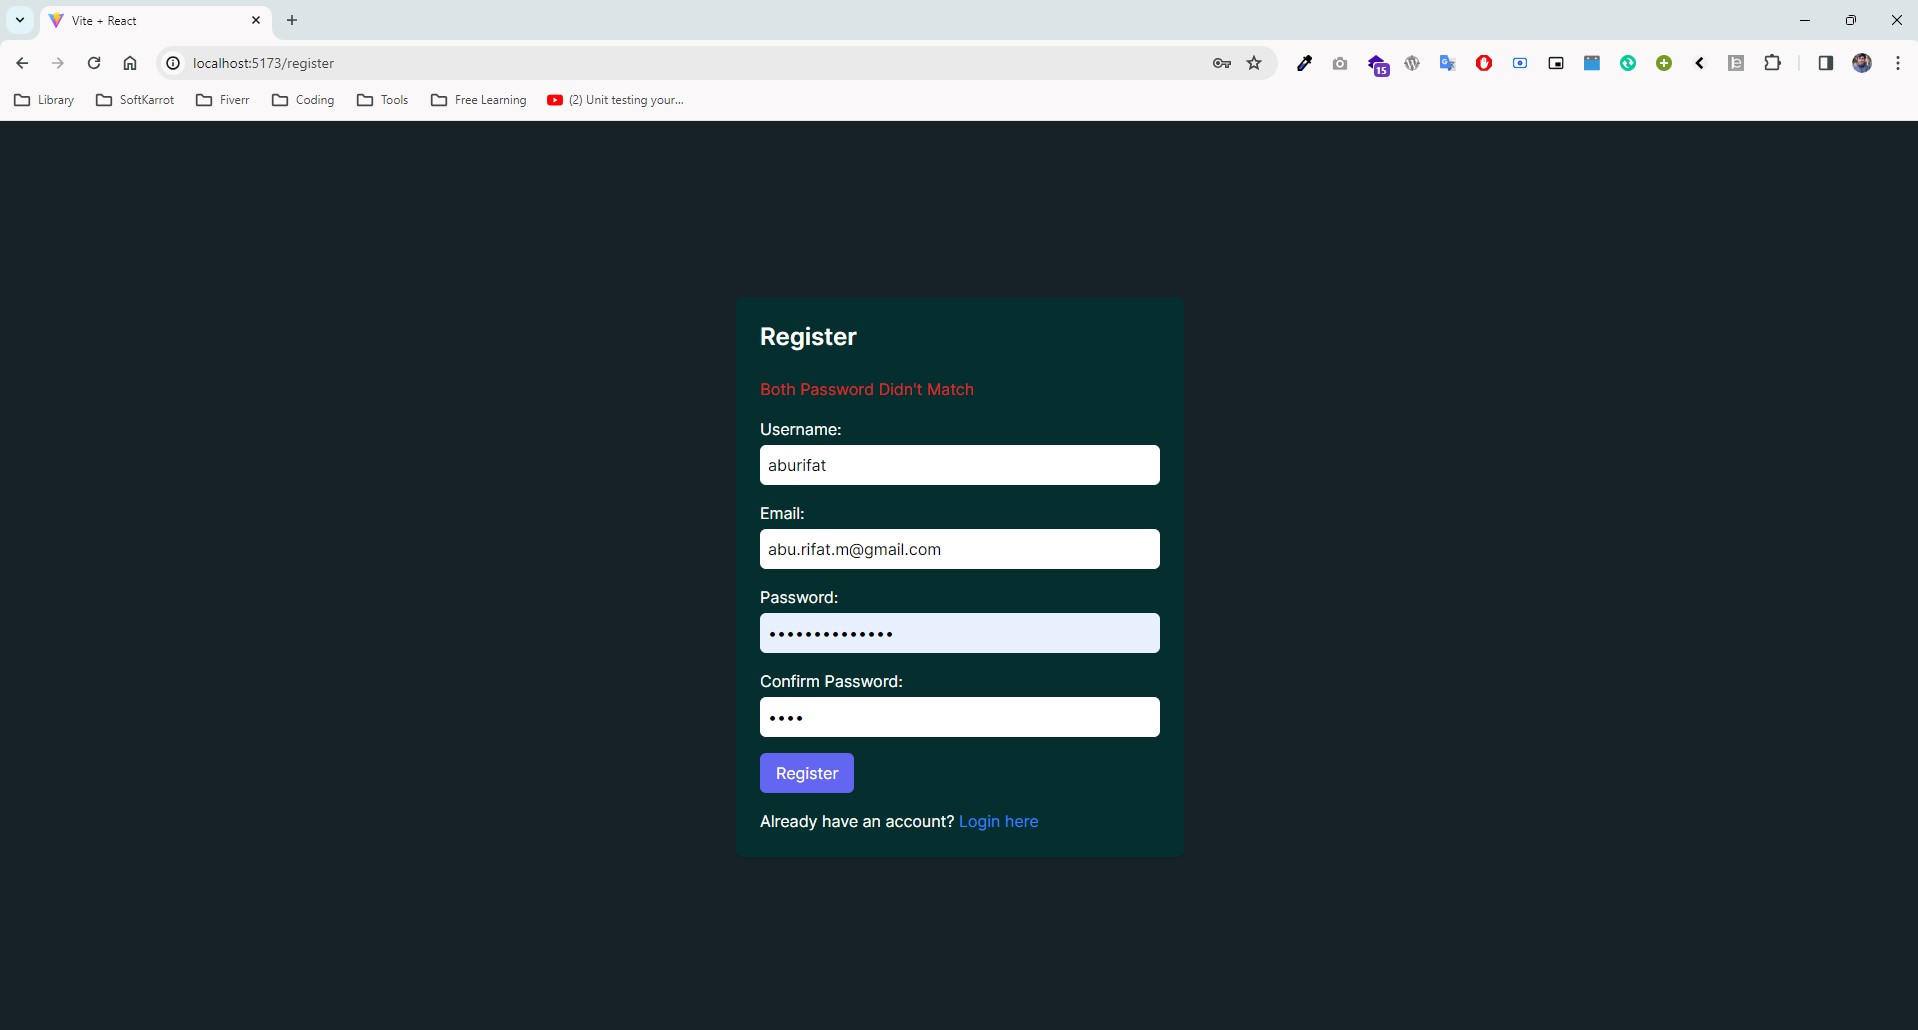 Vite + React
localhost:5173/register
15
Library
SoftKarrot
Fiverr
Coding
Tools
Free Learning
(2) Unit testing your...
Register
Both Password Didn't Match
Username:
aburifat
Email:
abu.rifat.m@gmail.com
Password:
••••••••••••••
Confirm Password:
••••
Register
Already have an account? Login here